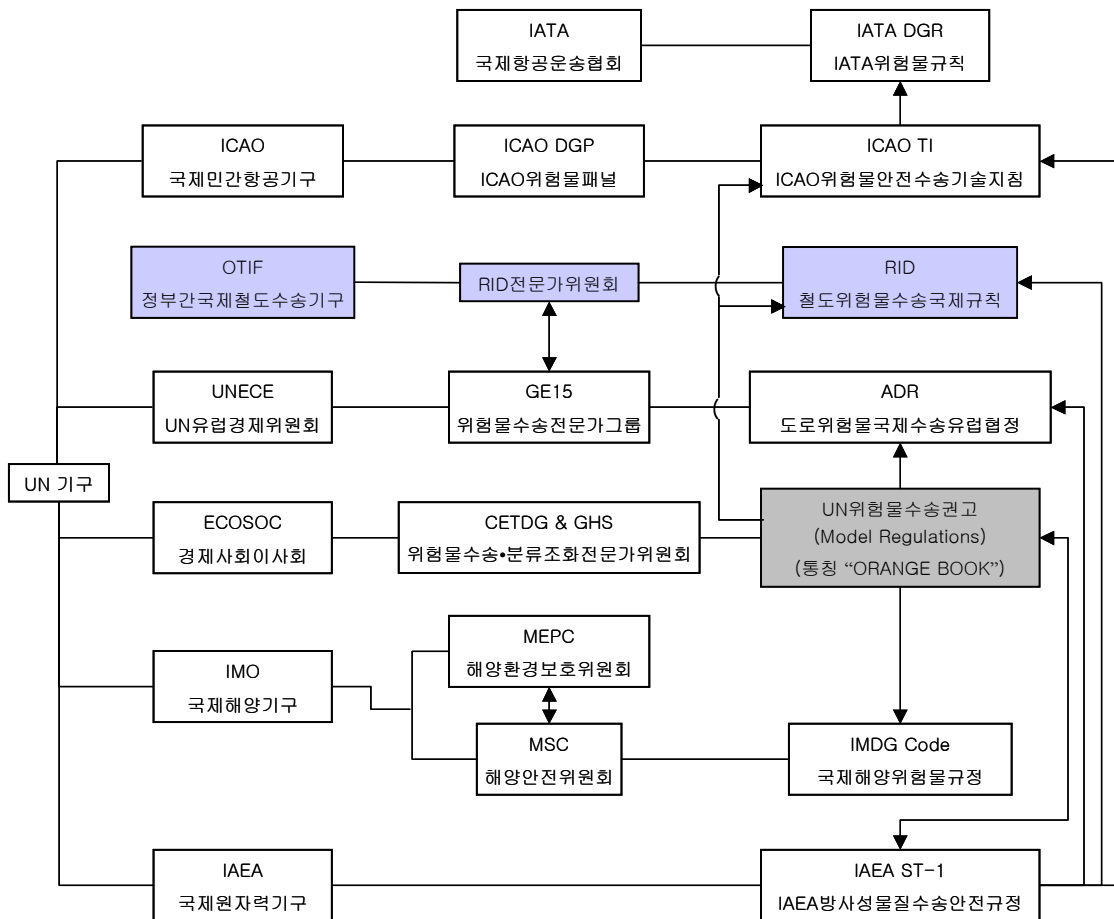 IATA
국제항공운송협회
IATA DGR
IATA위험물규칙
ICAO
국제민간항공기구
ICAO DGP
ICAO위험물패널
ICAO TI
ICAO위험물안전수송기술지침
OTIF
정부간국제철도수송기구
RID전문가위원회
RID
철도위험물수송국제규칙
UNECE
UN유럽경제위원회
GE15
위험물수송전문가그룹
ADR
도로위험물국제수송유럽협정
UN 기구
ECOSOC
경제사회이사회
CETDG & GHS
위험물수송•분류조화전문가위원회
UN위험물수송권고
(Model Regulations)
(통칭 “ORANGE BOOK”)
MEPC
해양환경보호위원회
IMO
국제해양기구
MSC
해양안전위원회
IMDG Code
국제해양위험물규정
IAEA
국제원자력기구
IAEA ST-1
IAEA방사성물질수송안전규정